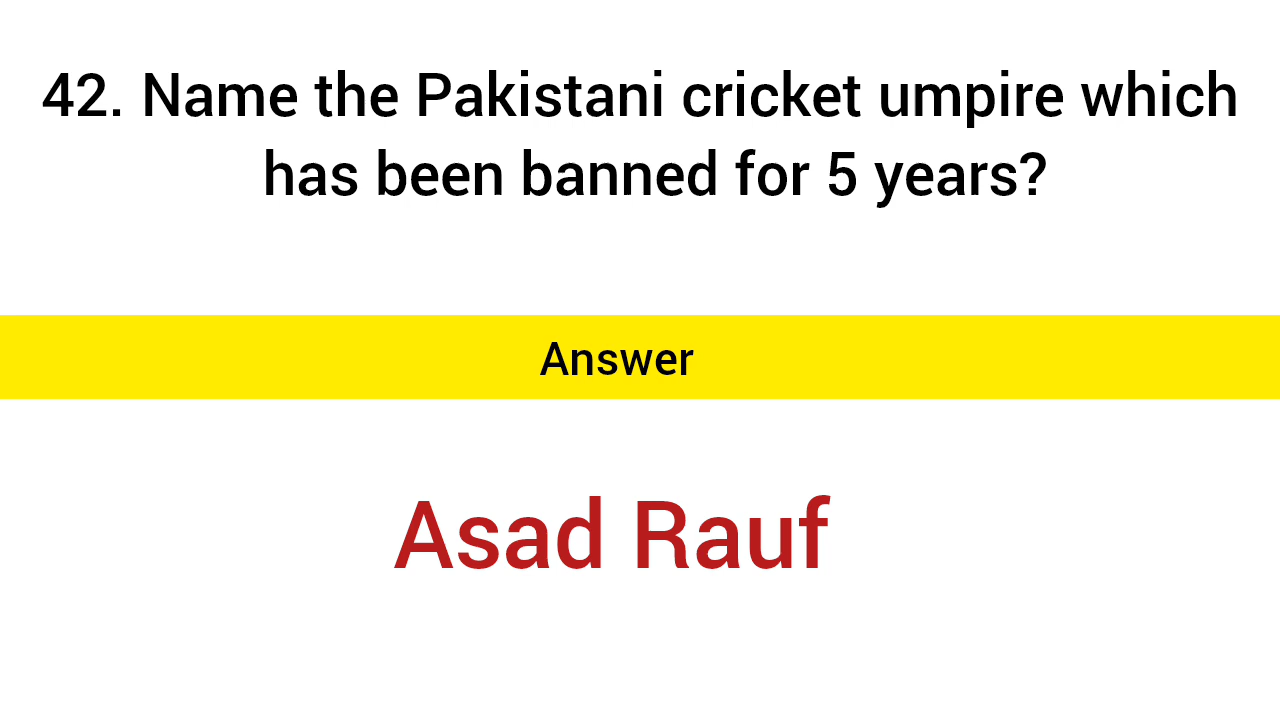 42. Name the Pakistani cricket umpire which
has been banned for 5 years?
Answer
Asad Rauf